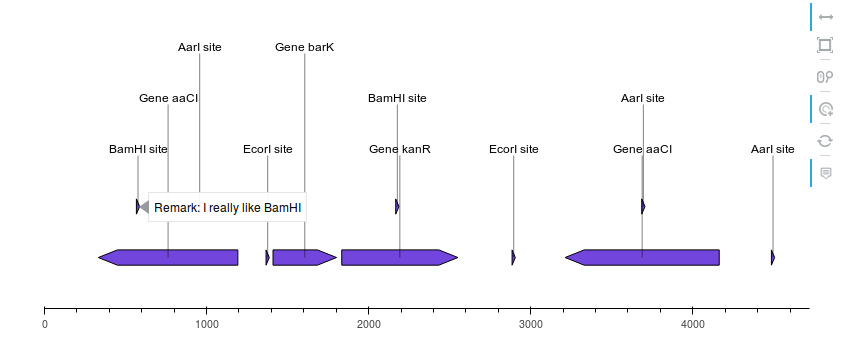 AarI site
Gene barK
Gene aaCI
BamHI site
AarI site
BamHI site
EcorI site
Gene kanR
EcorI site
Gene aaCI
AarI site
Remark: I really like BamHI
0
1000
2000
3000
4000